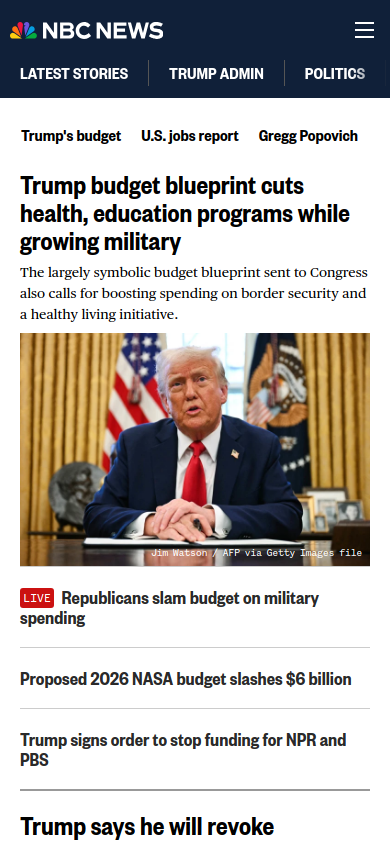 NBC NEWS
LATEST STORIES
TRUMP ADMIN
POLITICS
Trump's budget
U.S. jobs report
Gregg Popovich
Trump budget blueprint cuts
health, education programs while
growing military
The largely symbolic budget blueprint sent to Congress
also calls for boosting spending on border security and
a healthy living initiative.
Jim Watson / AFP via Getty Images file
LIVE Republicans slam budget on military
spending
Proposed 2026 NASA budget slashes $6 billion
Trump signs order to stop funding for NPR and
PBS
Trump says he will revoke